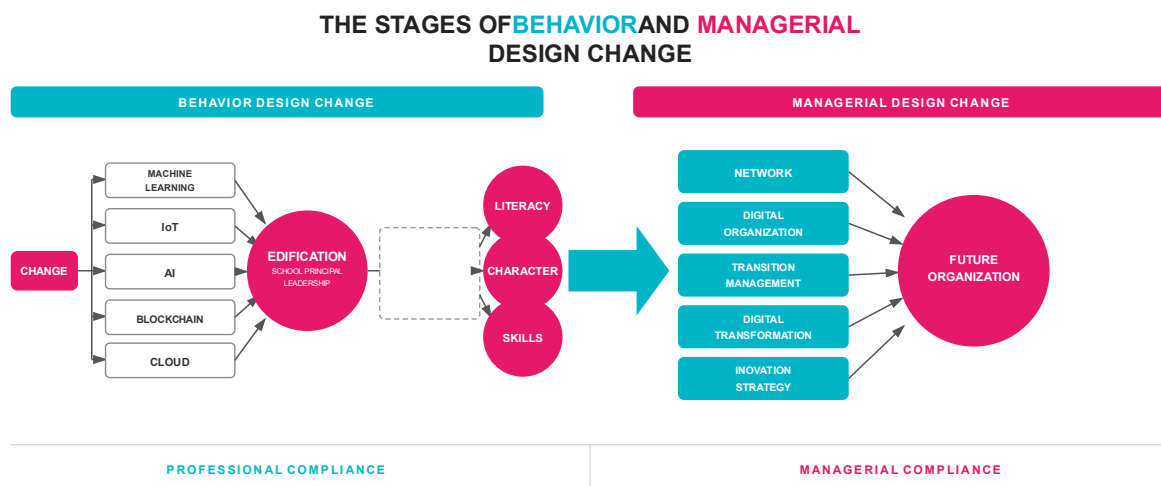 THE STAGES OFBEHAVIORAND MANAGERIAL
DESIGN CHANGE
BEHAVIOR DESIGN CHANGE
MANAGERIAL DESIGN CHANGE
CHANGE
MACHINE
LEARNING
IoT
AI
BLOCKCHAIN
CLOUD
EDIFICATION
SCHOOL PRINCIPAL
LEADERSHIP
LITERACY
CHARACTER
SKILLS
NETWORK
DIGITAL
ORGANIZATION
TRANSITION
MANAGEMENT
DIGITAL
TRANSFORMATION
INOVATION
STRATEGY
FUTURE
ORGANIZATION
PROFESSIONAL COMPLIANCE
MANAGERIAL COMPLIANCE